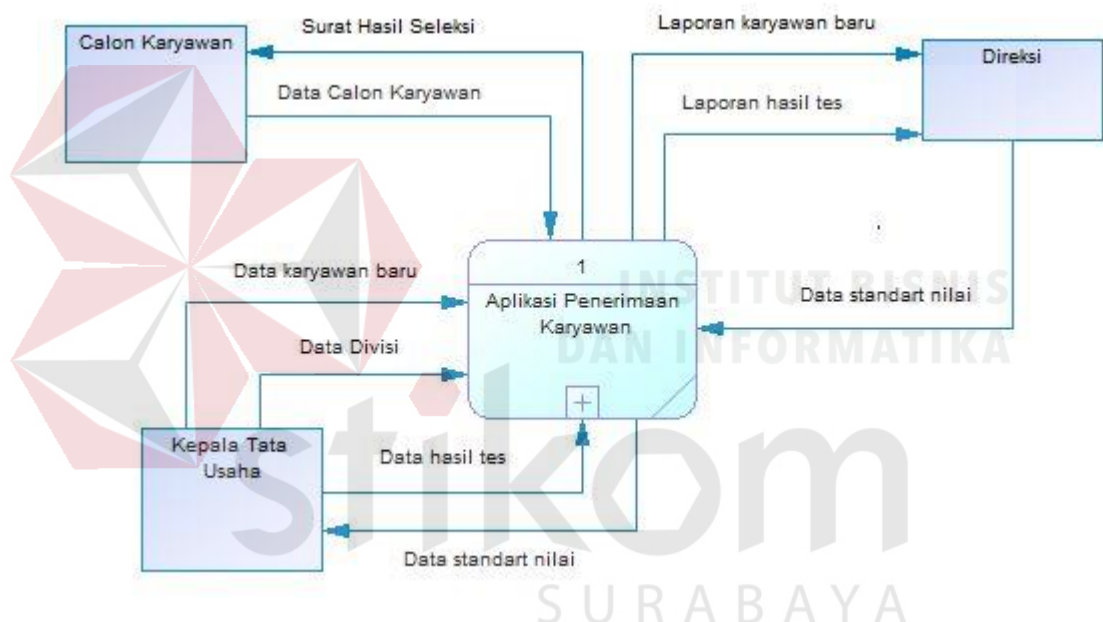 Surat Hasil Seleksi
Laporan karyawan baru
Calon Karyawan
Direksi
Data Calon Karyawan
Laporan hasil tes
1
Data karyawan baru
INSTITUT BISNIS
Aplikasi Penerimaan
Karyawan
Data standart nilai
Data Divisi
DAN INFORMATIKA
Kepala Tata
Usaha
Data hasil tes
stikom
Data standart nilai
SURABAYA